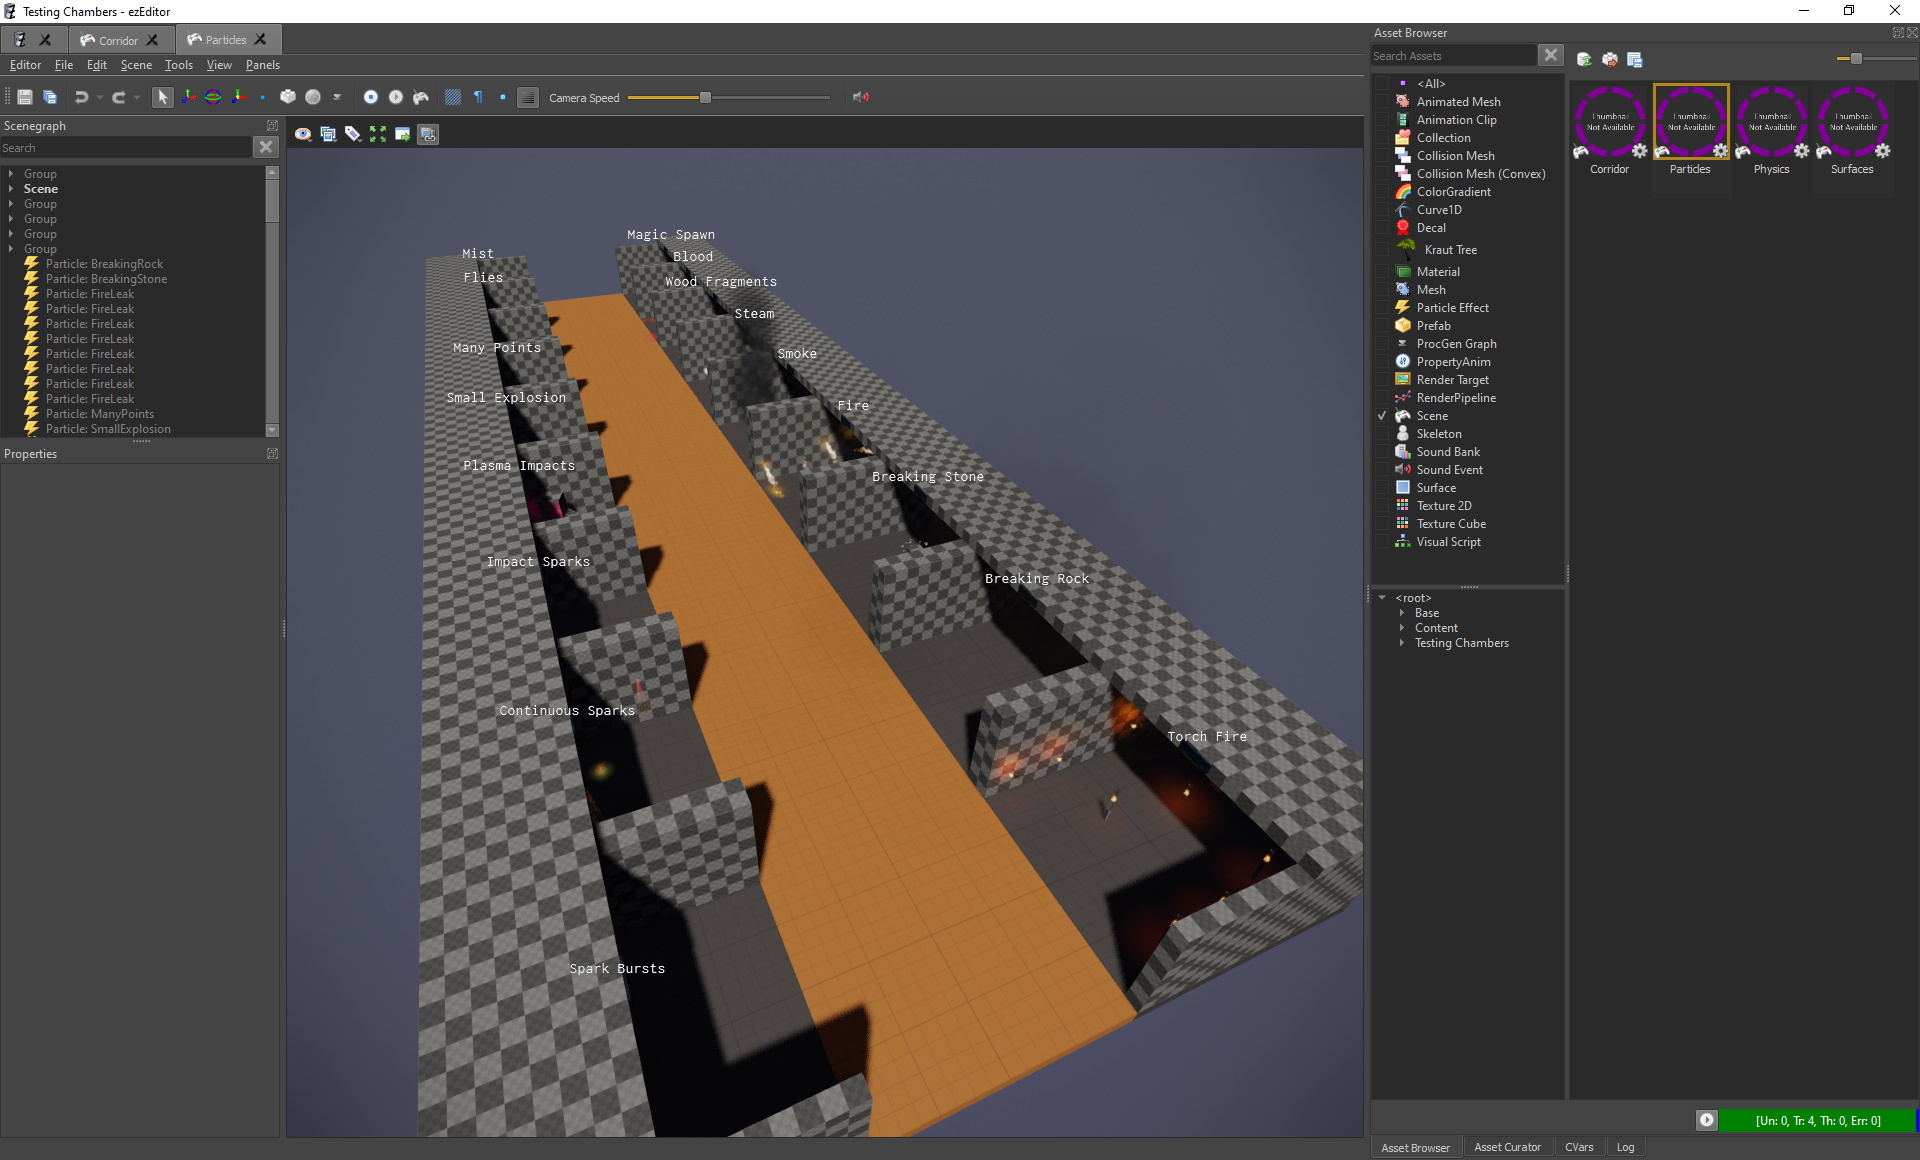 Testing Chambers - ezEditor
Corridor
Particles
Editor File Edit Scene Tools View Panels
Camera Speed
Scenegraph
Search
Group
Scene
Group
Group
Group
Group
Particle: BreakingRock
Particle: BreakingStone
Particle: FireLeak
Particle: FireLeak
Particle: FireLeak
Particle: FireLeak
Particle: FireLeak
Particle: FireLeak
Particle: FireLeak
Particle: FireLeak
Particle: ManyPoints
Particle: SmallExplosion
Properties
Magic Spawn
Mist
Blood
Flies
Wood Fragments
Steam
Many Points
Smoke
Small Explosion
Fire
Plasma Impacts
Breaking Stone
Impact Sparks
Breaking Rock
Continuous Sparks
Torch Fire
Spark Bursts
Asset Browser
Search Assets
<All>
Animated Mesh
Animation Clip
Collection
Collision Mesh
Collision Mesh (Convex)
ColorGradient
Curve1D
Decal
Kraut Tree
Material
Mesh
Particle Effect
Prefab
ProcGen Graph
PropertyAnim
Render Target
RenderPipeline
Scene
Skeleton
Sound Bank
Sound Event
Surface
Texture 2D
Texture Cube
Visual Script
<root>
Base
Content
Testing Chambers
Thumbnail
Not Available
Corridor
Thumbnail
Not Available
Particles
Thumbnail
Not Available
Physics
Thumbnail
Not Available
Surfaces
[Un: 0, Tr: 4, Th: 0, Err: 0]
Asset Browser
Asset Curator
CVars
Log